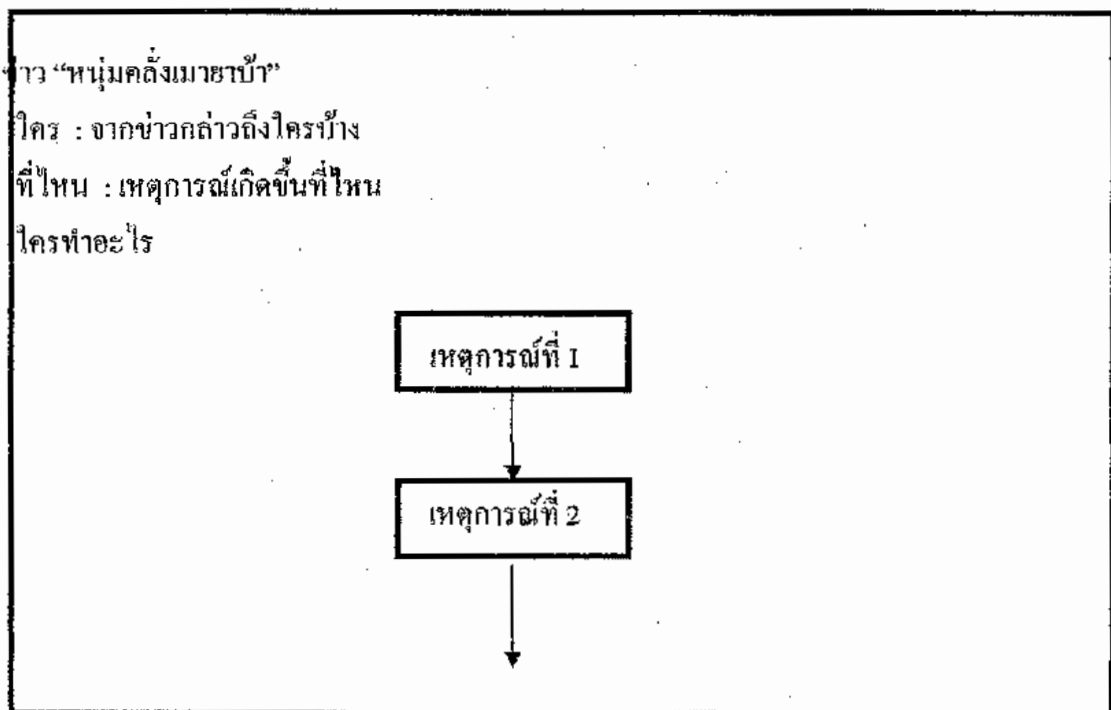 ข่าว “หนุ่มคลั่งเมายาบ้า”
ใคร : จากข่าวกล่าวถึงใครบ้าง
ที่ไหน : เหตุการณ์เกิดขึ้นที่ไหน
ใครทำอะไร
เหตุการณ์ที่ 1
เหตุการณ์ที่ 2